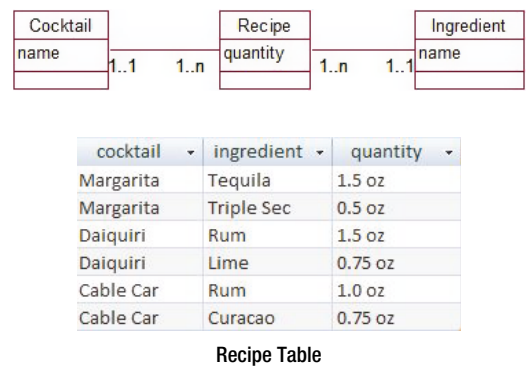 Cocktail Recipe Ingredient
name quantity name
1..1 1..n 1..n 1..1
cocktail ingredient quantity
Margarita Tequila 1.5 oz
Margarita Triple Sec 0.5 oz
Daiquiri Rum 1.5 oz
Daiquiri Lime 0.75 oz
Cable Car Rum 1.0 oz
Cable Car Curacao 0.75 oz
Recipe Table